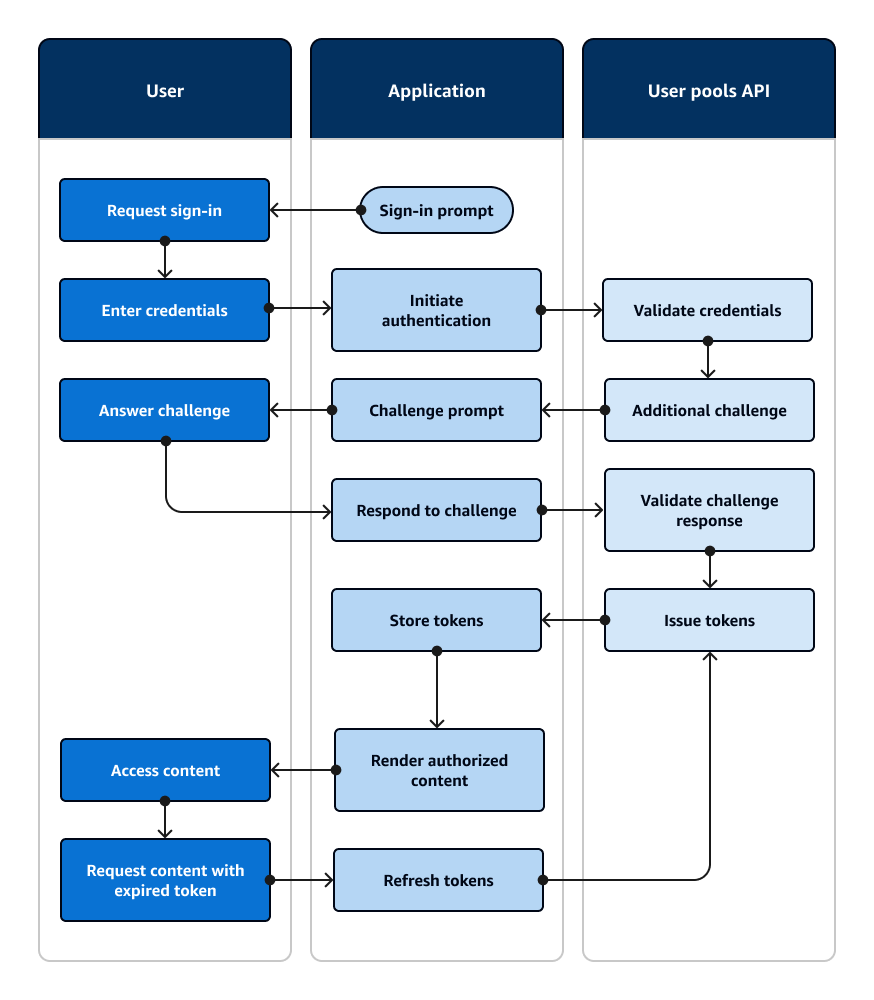 User
Application
User pools API
Request sign-in
Sign-in prompt
Enter credentials
Initiate
authentication
Validate credentials
Answer challenge
Challenge prompt
Additional challenge
Respond to challenge
Validate challenge
response
Store tokens
Issue tokens
Access content
Render authorized
content
Request content with
expired token
Refresh tokens